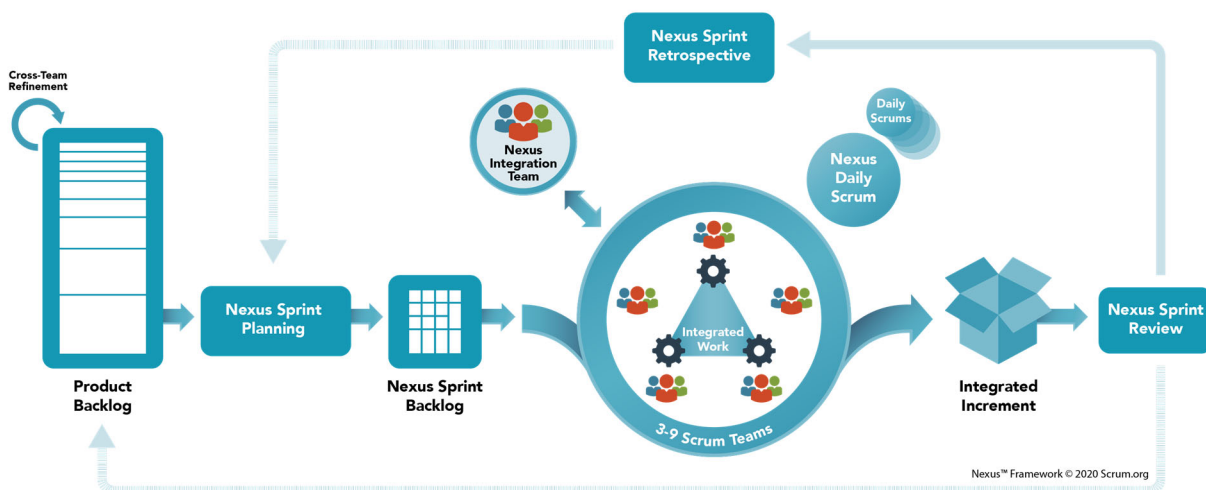 Nexus Sprint
Retrospective
Cross-Team
Refinement
Daily
Scrums
Nexus
Integration
Team
Nexus
Daily
Scrum
Nexus Sprint
Planning
Integrated
Work
Nexus Sprint
Review
Product
Backlog
Nexus Sprint
Backlog
Integrated
Increment
3-9 Scrum Teams
Nexus™ Framework © 2020 Scrum.org